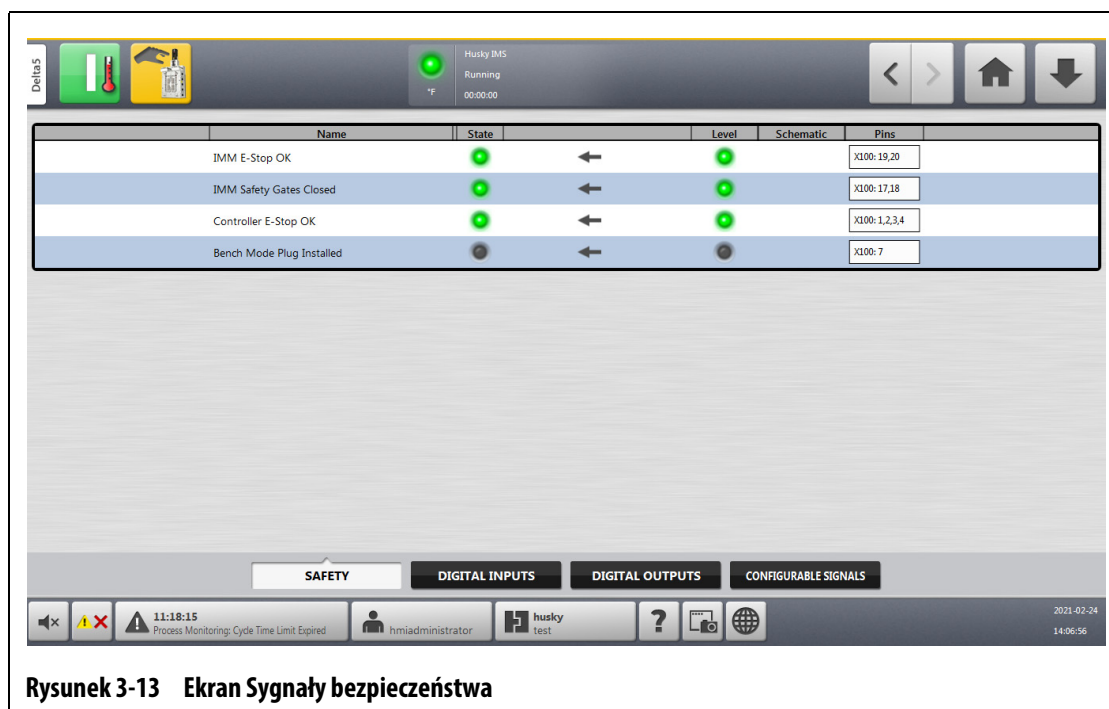 Delta5
Husky IMS
Running
°F 00:00:00
Name State Level Schematic Pins
IMM E-Stop OK X100: 19,20
IMM Safety Gates Closed X100: 17,18
Controller E-Stop OK X100: 1,2,3,4
Bench Mode Plug Installed X100: 7
SAFETY DIGITAL INPUTS DIGITAL OUTPUTS CONFIGURABLE SIGNALS
11:18:15
Process Monitoring: Cycle Time Limit Expired
hmiadministrator
husky
test
?
2021-02-24
14:06:56
Rysunek 3-13 Ekran Sygnały bezpieczeństwa